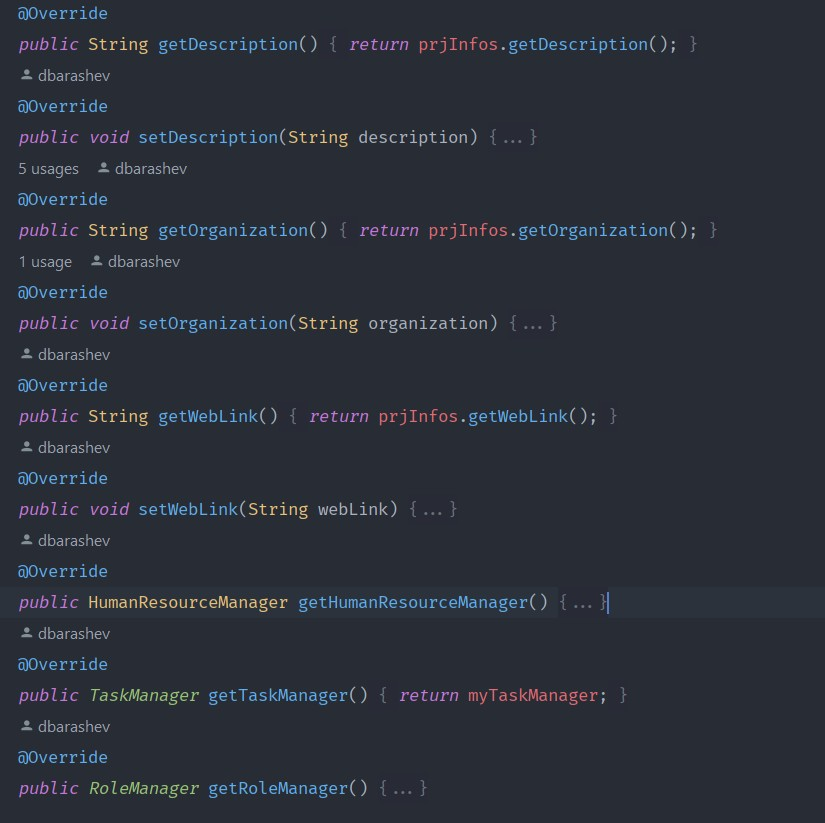 @Override
public String getDescription() { return prjInfos.getDescription(); }
dbarashev
@Override
public void setDescription(String description) {...}
5 usages dbarashev
@Override
public String getOrganization() { return prjInfos.getOrganization(); }
1 usage dbarashev
@Override
public void setOrganization(String organization) {...}
dbarashev
@Override
public String getWebLink() { return prjInfos.getWebLink(); }
dbarashev
@Override
public void setWebLink(String webLink) {...}
dbarashev
@Override
public HumanResourceManager getHumanResourceManager() {...}
dbarashev
@Override
public TaskManager getTaskManager() { return myTaskManager; }
dbarashev
@Override
public RoleManager getRoleManager() {...}